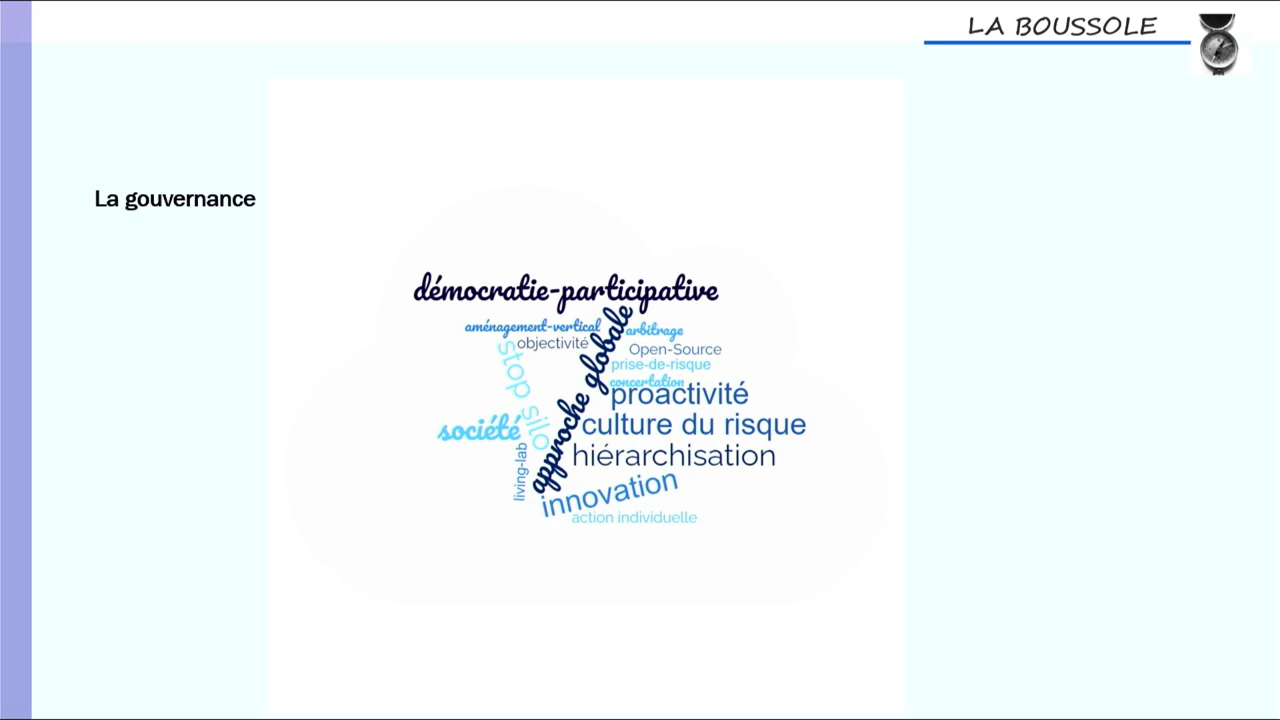 LA BOUSSOLE
La gouvernance
démocratie-participative
aménagement-vertical
arbitrage
objectivité
Open-Source
prise-de-risque
concertation
stop silo
approche globale
proactivité
société
culture du risque
hiérarchisation
living-lab
innovation
action individuelle